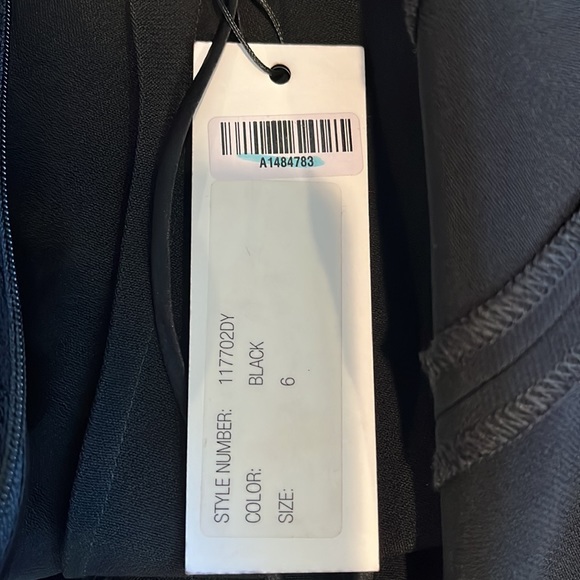 A1484783
STYLE NUMBER: 117702DY
COLOR: BLACK
SIZE: 6